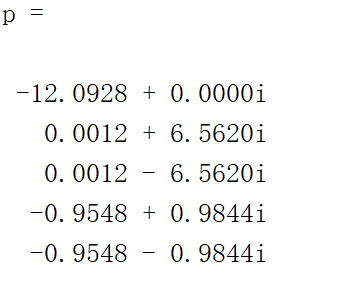 p =
-12.0928 + 0.0000i
0.0012 + 6.5620i
0.0012 - 6.5620i
-0.9548 + 0.9844i
-0.9548 - 0.9844i